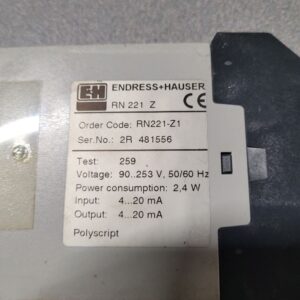 EH ENDRESS+HAUSER
RN 221 Z CE
Order Code: RN221-Z1
Ser.No.: 2R 481556
Test: 259
Voltage: 90..253 V, 50/60 Hz
Power consumption: 2,4 W
Input: 4...20 mA
Output: 4...20 mA
Polyscript